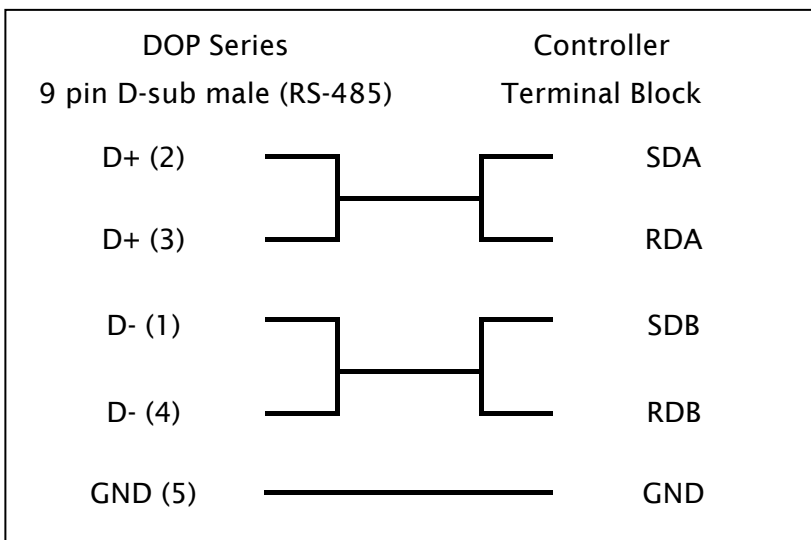 DOP Series Controller
9 pin D-sub male (RS-485) Terminal Block
D+ (2) SDA
D+ (3) RDA
D- (1) SDB
D- (4) RDB
GND (5) GND